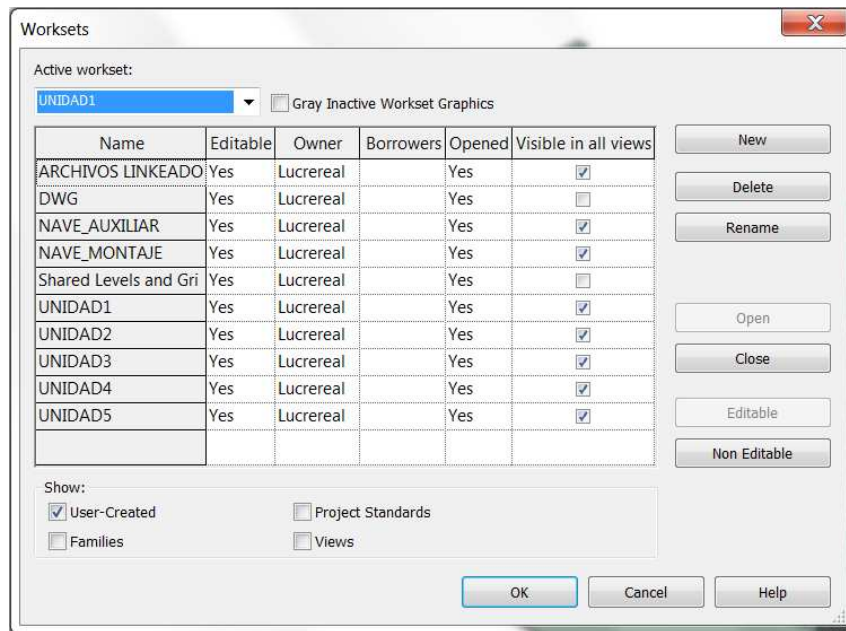 Worksets
Active workset:
UNIDAD1
Gray Inactive Workset Graphics
Name Editable Owner Borrowers Opened Visible in all views
ARCHIVOS LINKEADO Yes Lucrereal Yes
DWG Yes Lucrereal Yes
NAVE_AUXILIAR Yes Lucrereal Yes
NAVE_MONTAJE Yes Lucrereal Yes
Shared Levels and Gri Yes Lucrereal Yes
UNIDAD1 Yes Lucrereal Yes
UNIDAD2 Yes Lucrereal Yes
UNIDAD3 Yes Lucrereal Yes
UNIDAD4 Yes Lucrereal Yes
UNIDAD5 Yes Lucrereal Yes
New
Delete
Rename
Open
Close
Editable
Non Editable
Show:
User-Created Project Standards
Families Views
OK Cancel Help